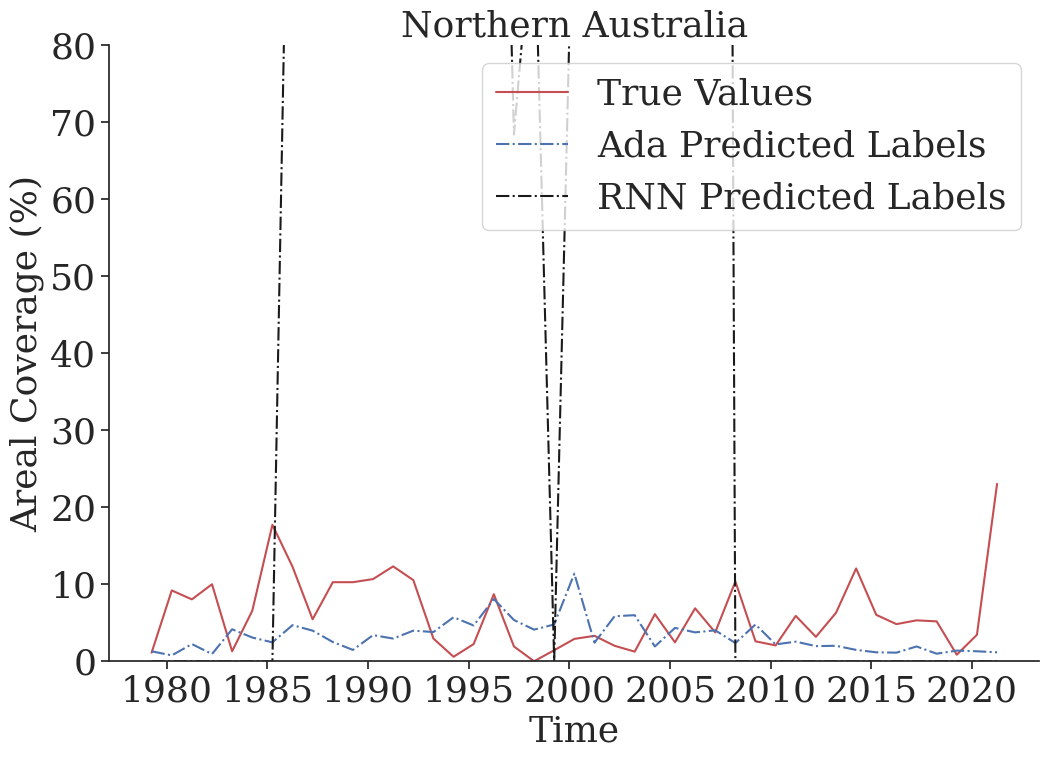 Northern Australia
80
70
60
50
40
30
20
10
0
Areal Coverage (%)
True Values
Ada Predicted Labels
RNN Predicted Labels
1980 1985 1990 1995 2000 2005 2010 2015 2020
Time